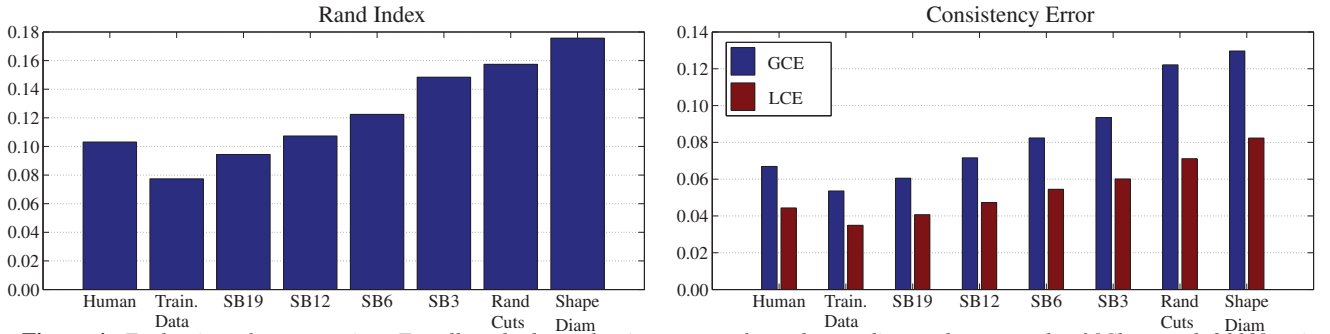 Rand Index
0.18
0.16
0.14
0.12
0.10
0.08
0.06
0.04
0.02
0.00
Human Train. SB19 SB12 SB6 SB3 Rand Shape
Data Cuts Diam
Consistency Error
0.14
0.12
0.10
0.08
0.06
0.04
0.02
0.00
GCE
LCE
Human Train. SB19 SB12 SB6 SB3 Rand Shape
Data Cuts Diam